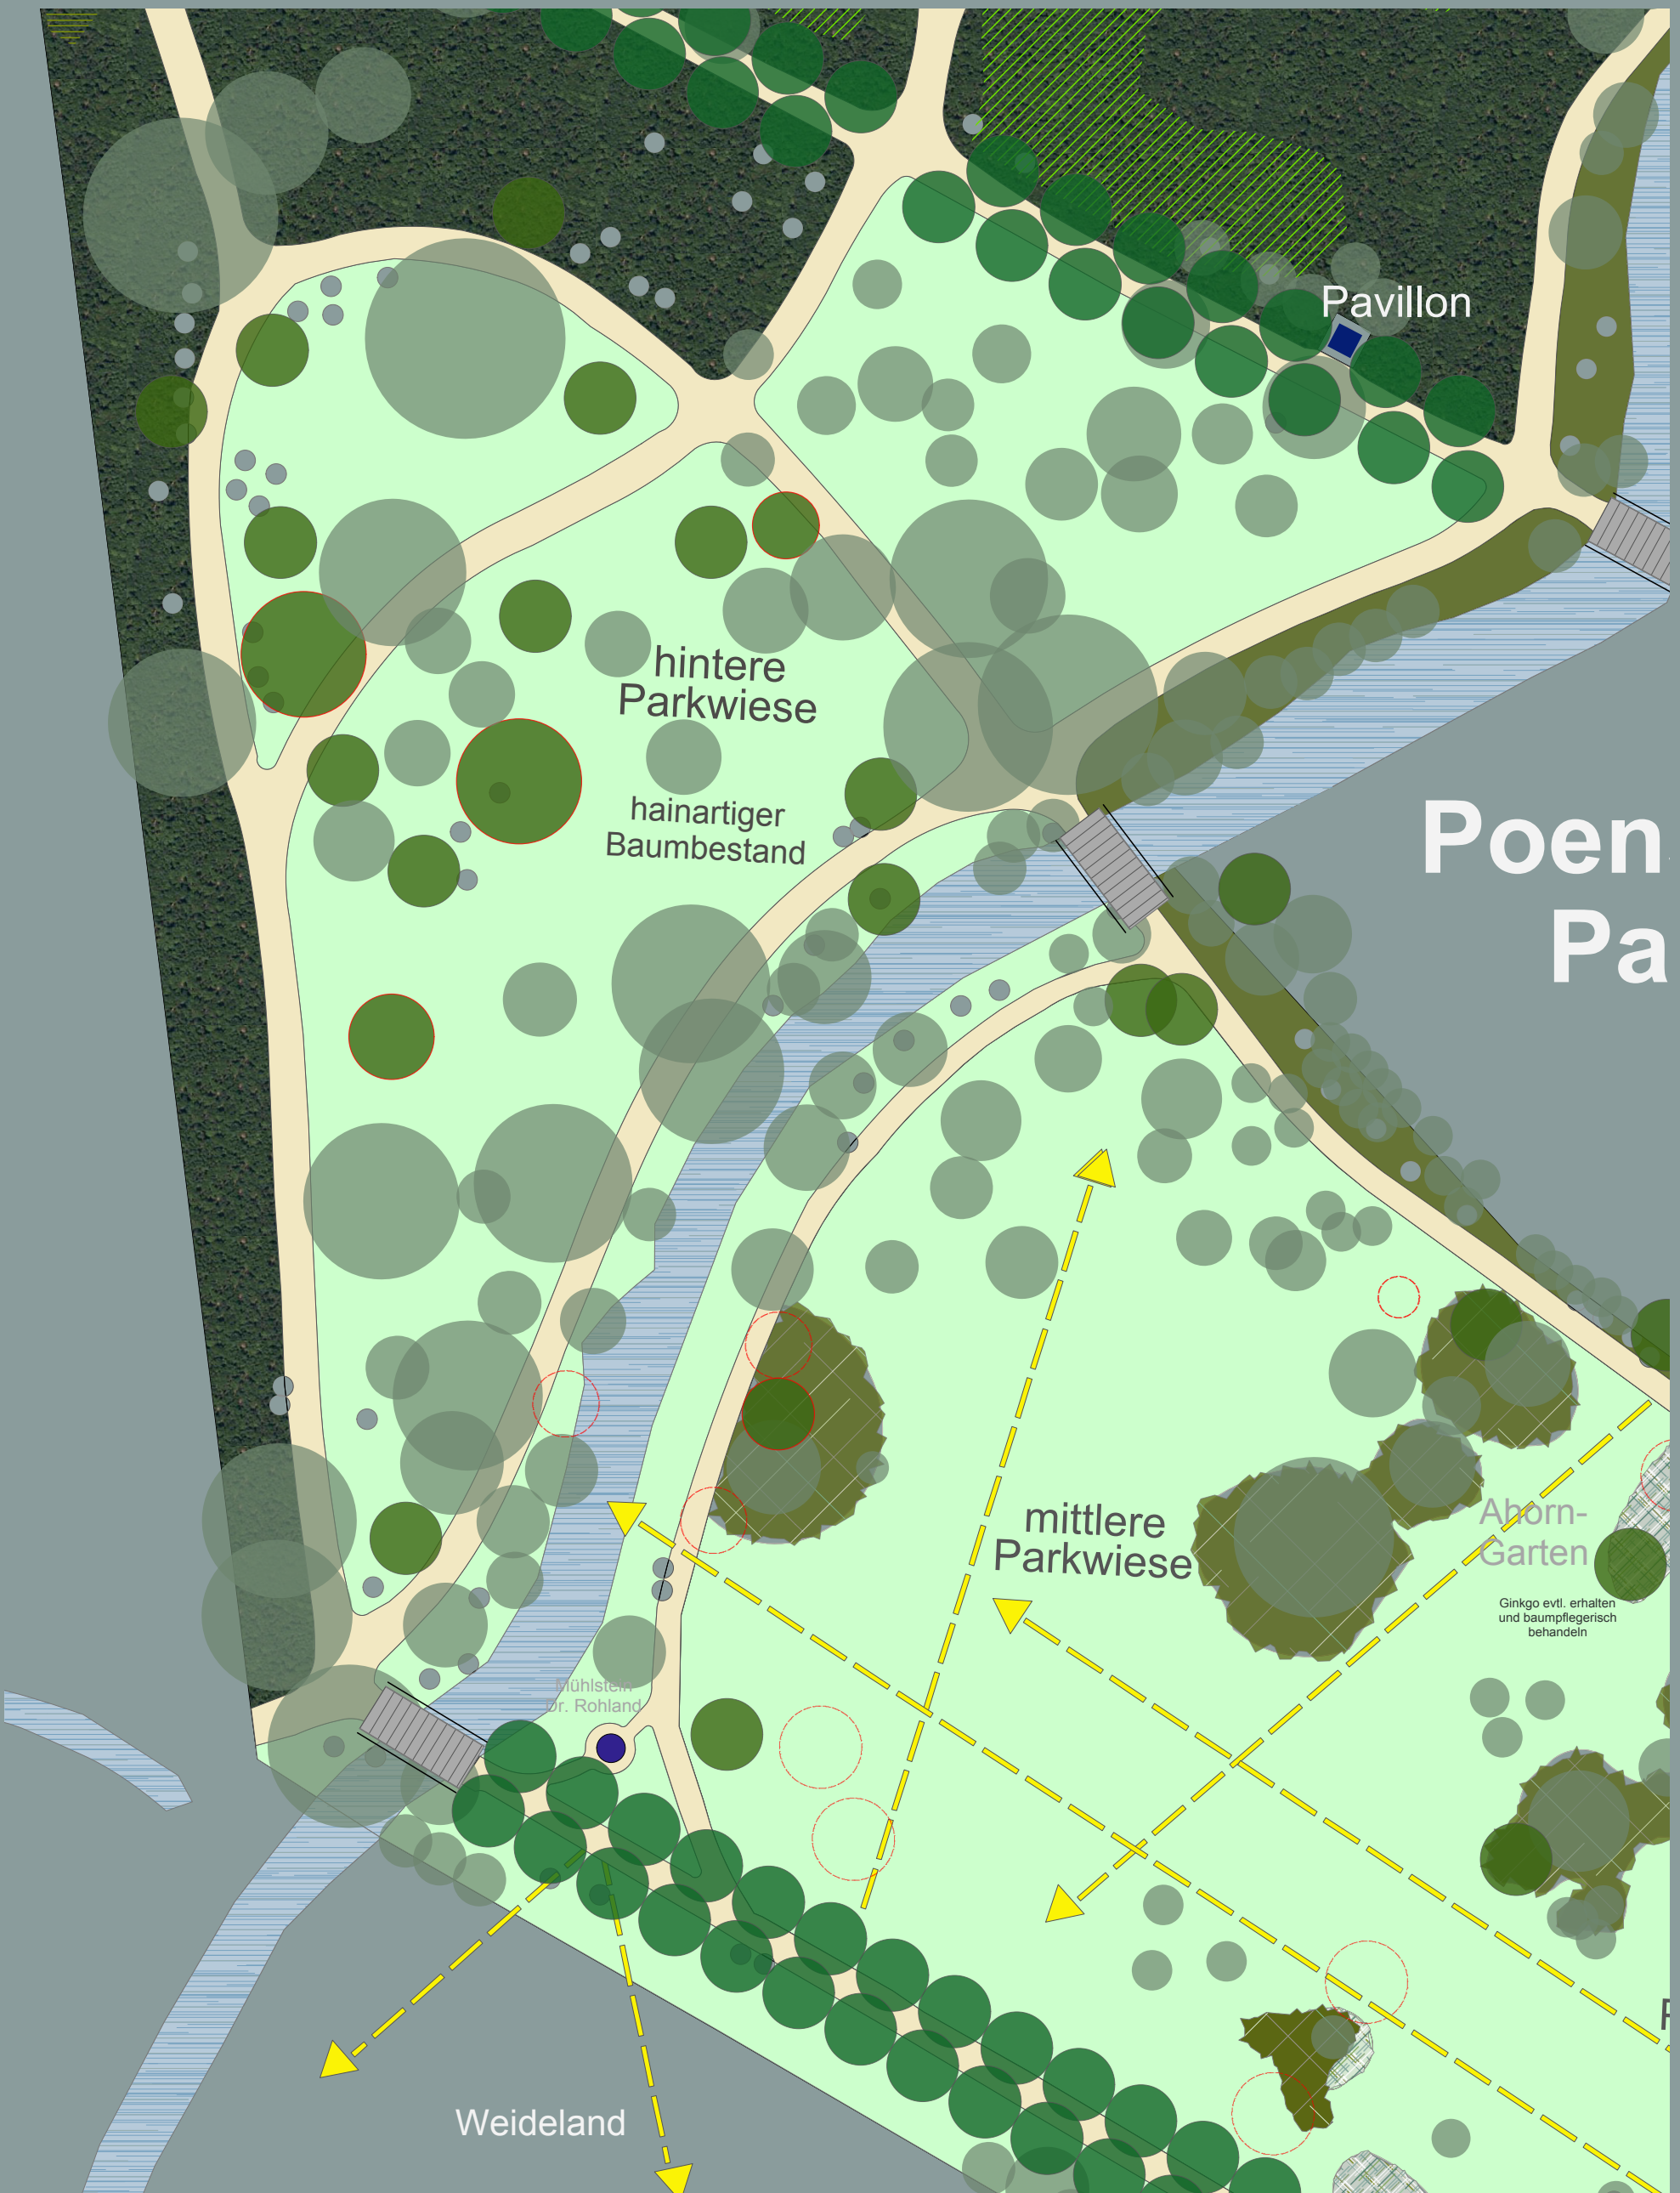 Pavillon
hintere
Parkwiese
hainartiger
Baumbestand
Poen
Pa
mittlere
Parkwiese
Ahorn-
Garten
Ginkgo evtl. erhalten
und baumpflegerisch
behandeln
Mühlstein
Dr. Rohland
Weideland